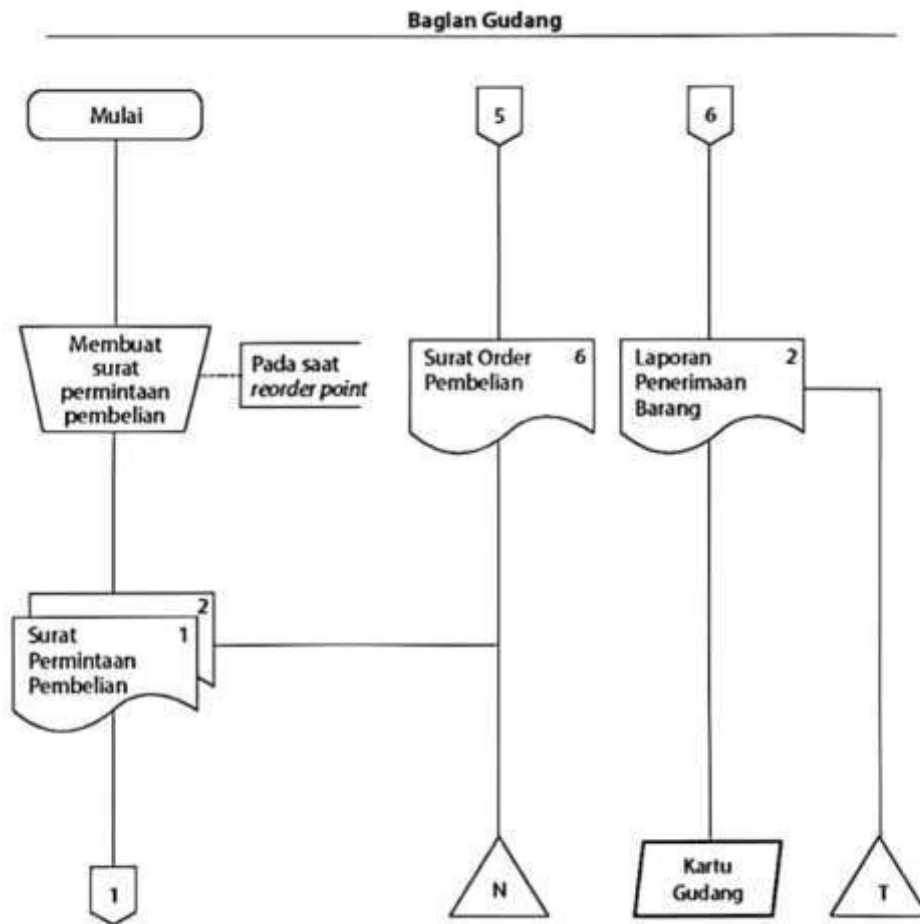 Bagian Gudang
Mulai
5
6
Membuat
surat
permintaan
pembelian
Pada saat
reorder point
Surat Order
Pembelian
6
Laporan
Penerimaan
Barang
2
2
Surat
Permintaan
Pembelian
1
1
N
Kartu
Gudang
T